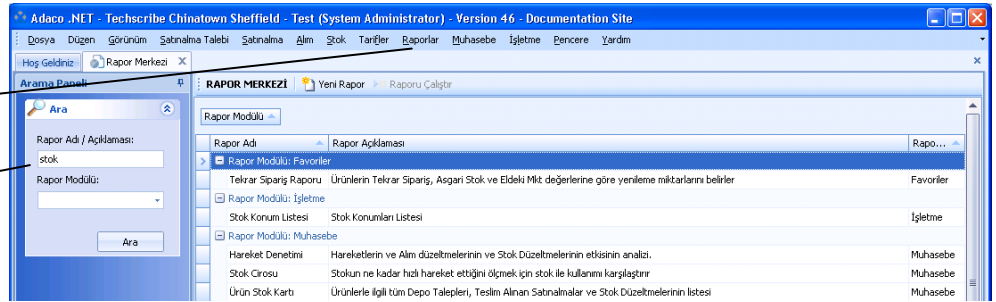 Adaco .NET - Techscribe Chinatown Sheffield - Test (System Administrator) - Version 46 - Documentation Site
Dosya Düzen Görünüm Satınalma Talebi Satınalma Alım Stok Tarifler Raporlar Muhasebe İşletme Pencere Yardım
Hoş Geldiniz Rapor Merkezi X
Arama Paneli RAPOR MERKEZİ Yeni Rapor Raporu Çalıştır
Ara
Rapor Modülü
Rapor Adı / Açıklaması:
Rapor Adı Rapor Açıklaması Rapo...
stok
Rapor Modülü: Favoriler
Rapor Modülü:
Tekrar Sipariş Raporu Ürünlerin Tekrar Sipariş, Asgari Stok ve Eldeki Mkt değerlerine göre yenileme miktarlarını belirler Favoriler
Rapor Modülü: İşletme
Stok Konum Listesi Stok Konumları Listesi İşletme
Ara
Rapor Modülü: Muhasebe
Hareket Denetimi Hareketlerin ve Alım düzeltmelerinin ve Stok Düzeltmelerinin etkisinin analizi. Muhasebe
Stok Cirosu Stokun ne kadar hızlı hareket ettiğini ölçmek için stok ile kullanımı karşılaştırır Muhasebe
Ürün Stok Kartı Ürünlerle ilgili tüm Depo Talepleri, Teslim Alınan Satınalmalar ve Stok Düzeltmelerinin listesi Muhasebe